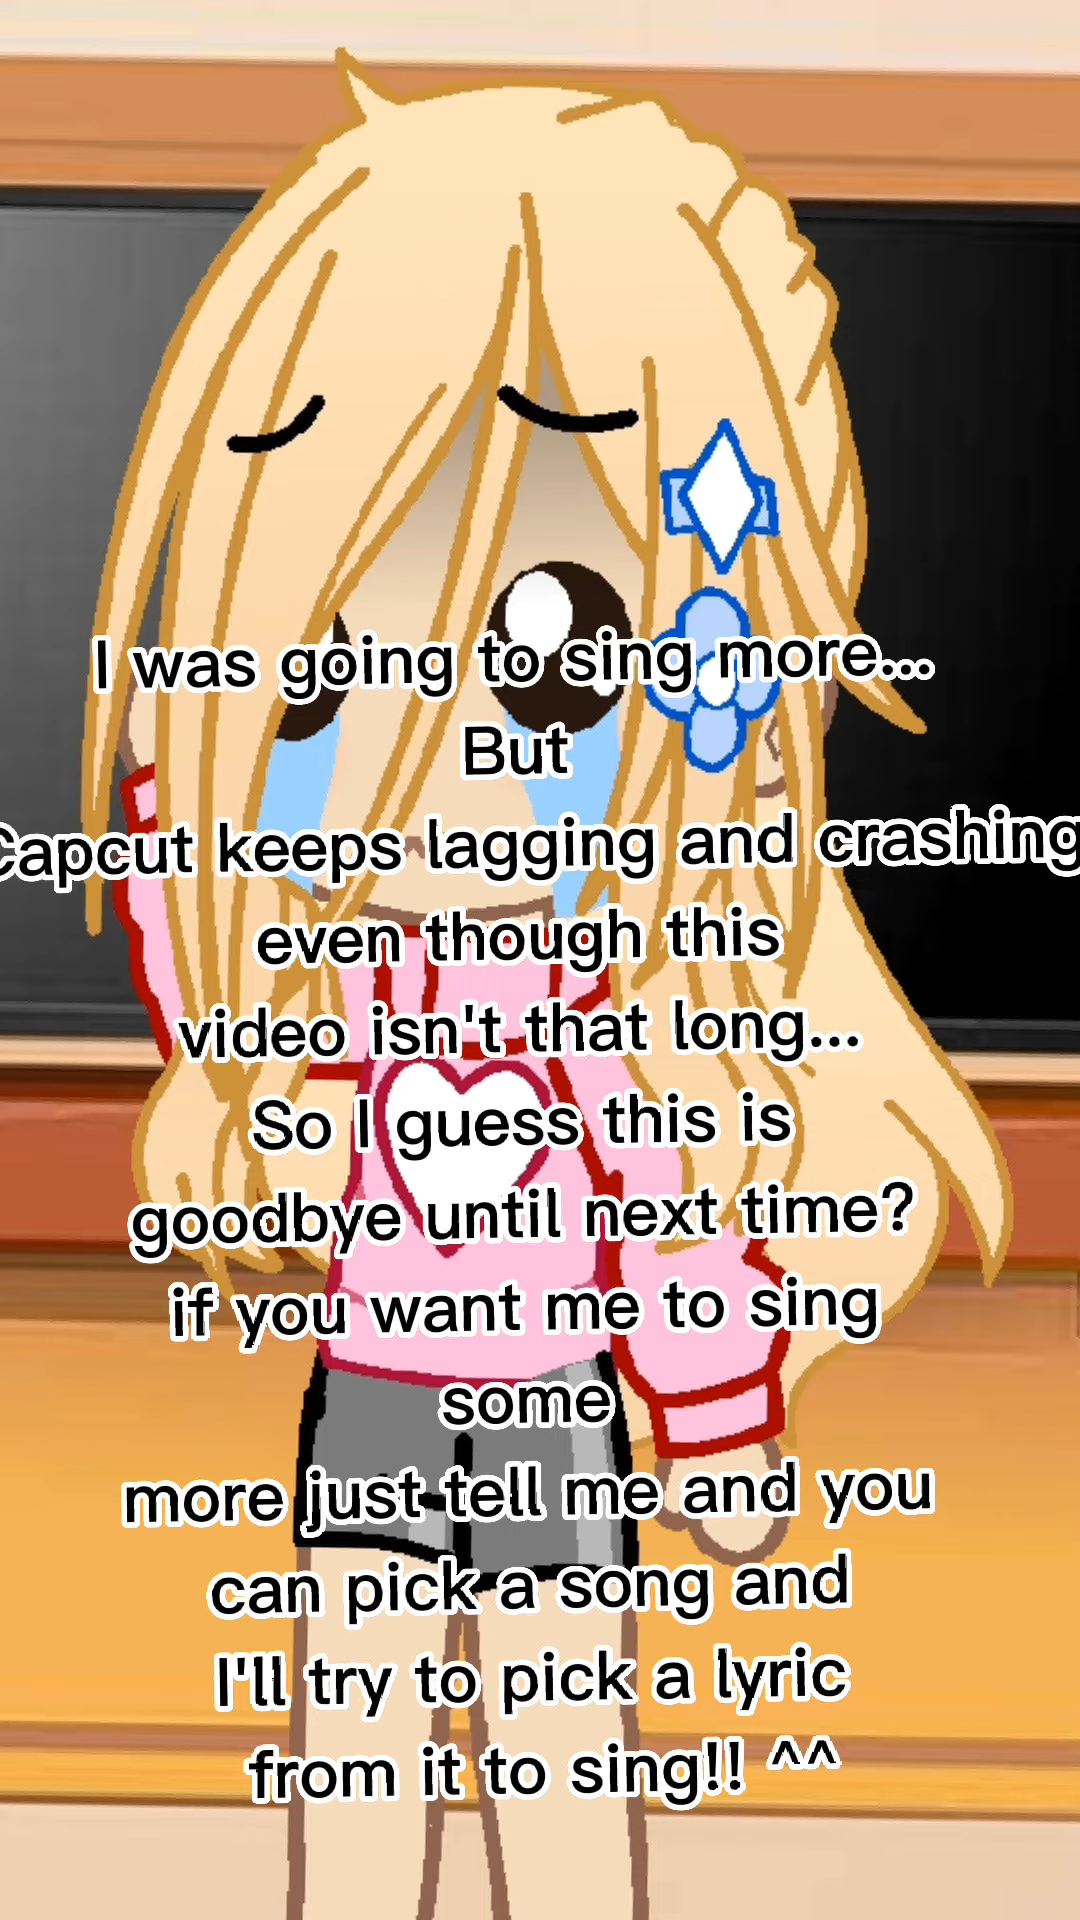 I was going to sing more...
But
Capcut keeps lagging and crashing
even though this
video isn't that long...
So I guess this is
goodbye until next time?
if you want me to sing
some
more just tell me and you
can pick a song and
I'll try to pick a lyric
from it to sing!! ^^